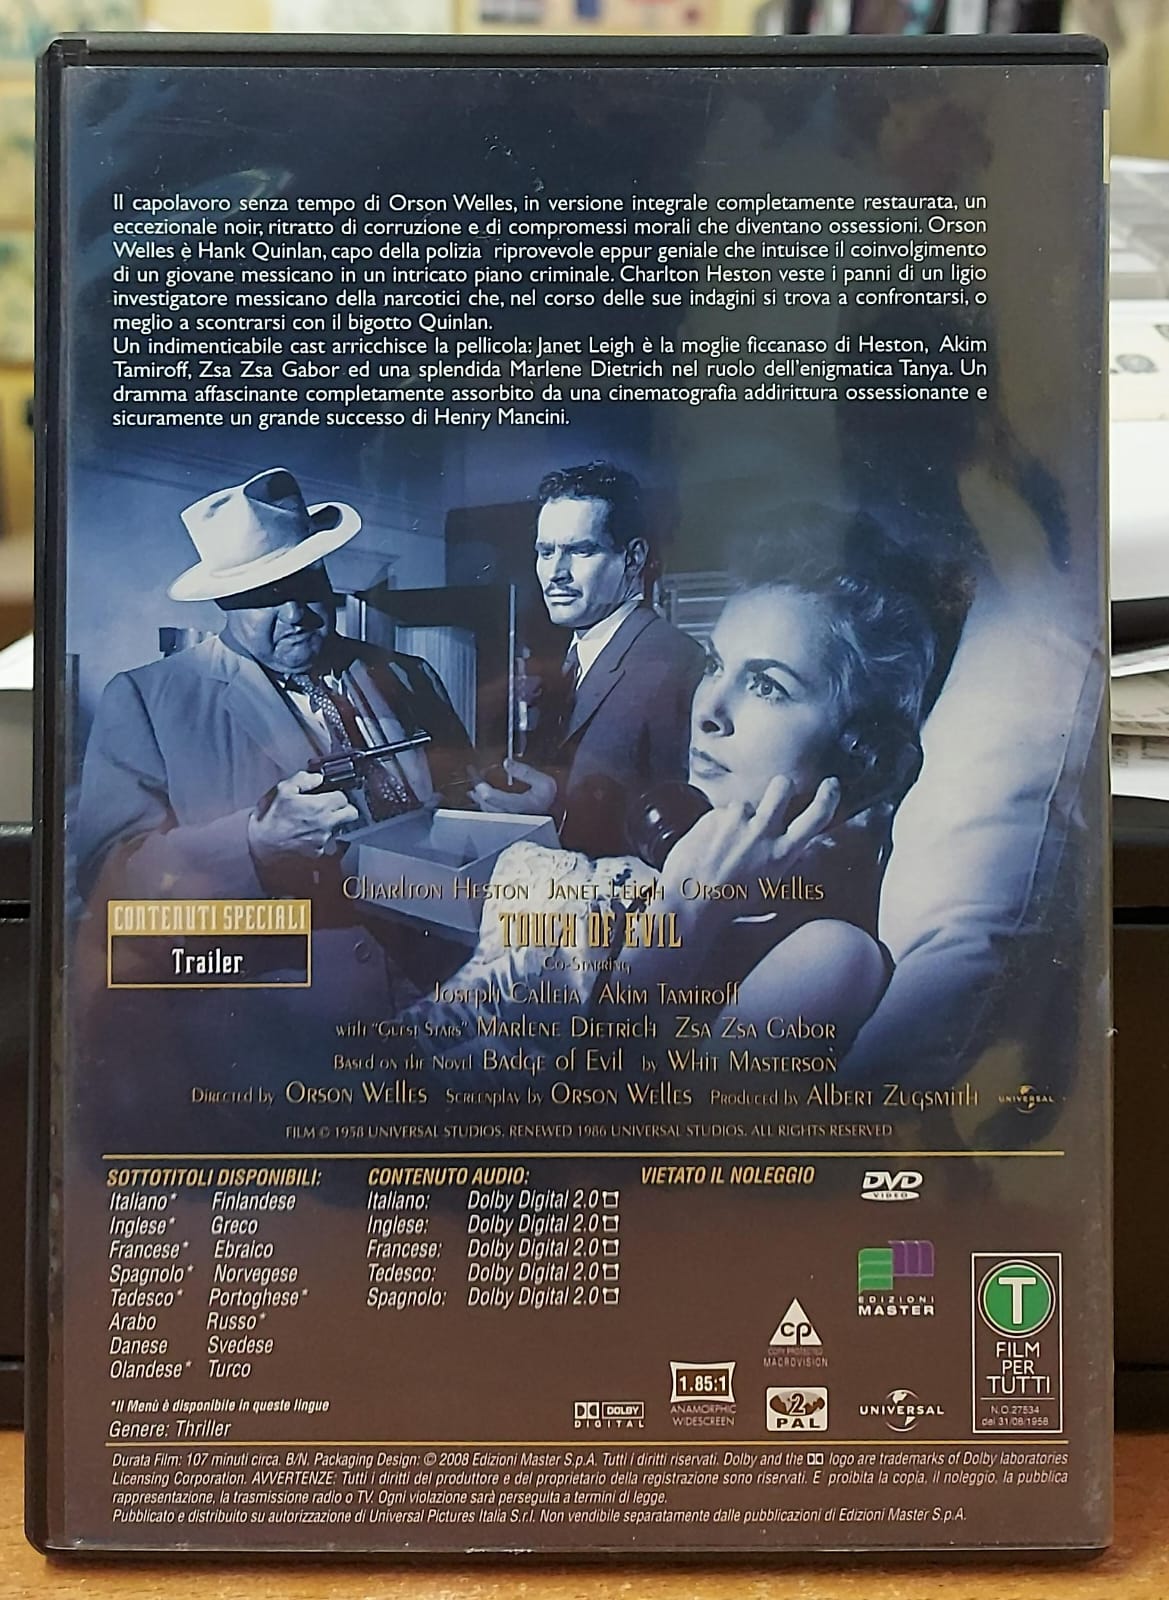 Il capolavoro senza tempo di Orson Welles, in versione integrale completamente restaurata, un
eccezionale noir, ritratto di corruzione e di compromessi morali che diventano ossessioni. Orson
Welles è Hank Quinlan, capo della polizia riprovevole eppur geniale che intuisce il coinvolgimento
di un giovane messicano in un intricato piano criminale. Charlton Heston veste i panni di un ligio
investigatore messicano della narcotici che, nel corso delle sue indagini si trova a confrontarsi, o
meglio a scontrarsi con il bigotto Quinlan.
Un indimenticabile cast arricchisce la pellicola: Janet Leigh è la moglie ficcanaso di Heston, Akim
Tamiroff, Zsa Zsa Gabor ed una splendida Marlene Dietrich nel ruolo dell'enigmatica Tanya. Un
dramma affascinante completamente assorbito da una cinematografia addirittura ossessionante e
sicuramente un grande successo di Henry Mancini.
CHARLTON HESTON JANET LEIGH ORSON WELLES
TOUCH OF EVIL
CO-STARRING
JOSEPH CALLEIA AKIM TAMIROFF
with "GUEST STARS" MARLENE DIETRICH ZSA ZSA GABOR
BASED ON THE NOVEL BADGE OF EVIL by WHIT MASTERSON
DIRECTED by ORSON WELLES SCREENPLAY by ORSON WELLES PRODUCED by ALBERT ZUGSMITH UNIVERSAL
FILM © 1958 UNIVERSAL STUDIOS. RENEWED 1986 UNIVERSAL STUDIOS. ALL RIGHTS RESERVED
CONTENUTI SPECIALI
Trailer
SOTTOTITOLI DISPONIBILI:
Italiano* Finlandese
Inglese* Greco
Francese* Ebraico
Spagnolo* Norvegese
Tedesco* Portoghese*
Arabo Russo*
Danese Svedese
Olandese* Turco
*Il Menù è disponibile in queste lingue
Genere: Thriller
CONTENUTO AUDIO:
Italiano: Dolby Digital 2.0
Inglese: Dolby Digital 2.0
Francese: Dolby Digital 2.0
Tedesco: Dolby Digital 2.0
Spagnolo: Dolby Digital 2.0
VIETATO IL NOLEGGIO
DVD
VIDEO
EDIZIONI
MASTER
cp
COPY PROTECTED
MACROVISION
DOLBY
DIGITAL
1.85:1
ANAMORPHIC
WIDESCREEN
2
PAL
UNIVERSAL
T
FILM
PER
TUTTI
N.O.27534
del 31/08/1958
Durata Film: 107 minuti circa. B/N. Packaging Design: © 2008 Edizioni Master S.p.A. Tutti i diritti riservati. Dolby and the logo are trademarks of Dolby laboratories
Licensing Corporation. AVVERTENZE: Tutti i diritti del produttore e del proprietario della registrazione sono riservati. E proibita la copia, il noleggio, la pubblica
rappresentazione, la trasmissione radio o TV. Ogni violazione sarà perseguita a termini di legge.
Pubblicato e distribuito su autorizzazione di Universal Pictures Italia S.r.l. Non vendibile separatamente dalle pubblicazioni di Edizioni Master S.p.A.